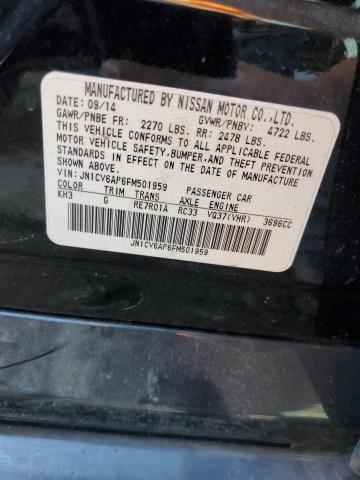 MANUFACTURED BY NISSAN MOTOR CO.,LTD.
DATE: 09/14 GVWR/PNBV: 4722 LBS.
GAWR/PNBE FR: 2270 LBS. RR: 2478 LBS.
THIS VEHICLE CONFORMS TO ALL APPLICABLE FEDERAL
MOTOR VEHICLE SAFETY,BUMPER,AND THEFT PREVENTION
STANDARDS IN EFFECT ON THE DATE OF MANUFACTURE
SHOWN ABOVE.
VIN: JN1CV6AP6FM501959 PASSENGER CAR
COLOR TRIM TRANS AXLE ENGINE
KH3 G RE7R01A RC33 VQ37(VHR) 3696CC
JN1CV6AP6FM501959